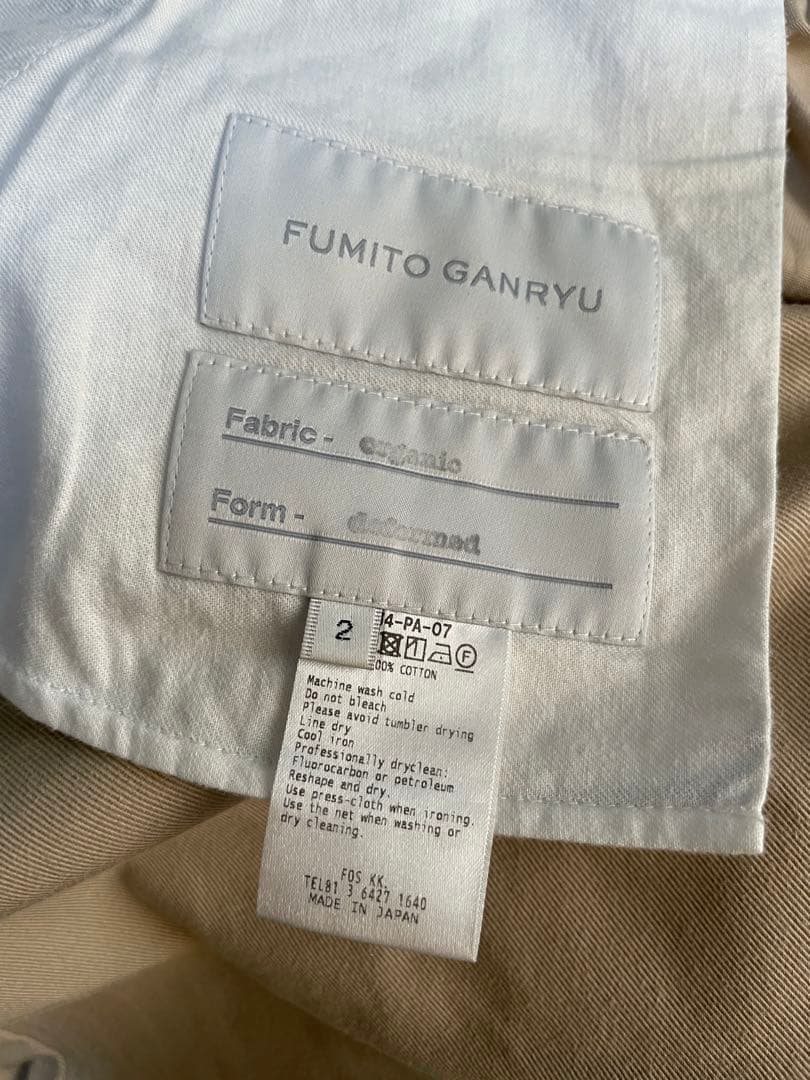 FUMITO GANRYU
Fabric - organic
Form - deformed
2
4-PA-07
00% COTTON
Machine wash cold
Do not bleach
Please avoid tumbler drying
Line dry
Cool iron
Professionally dryclean:
Fluorocarbon or petroleum
Reshape and dry.
Use press-cloth when ironing.
Use the net when washing or
dry cleaning.
FOS KK.
TEL81 3 6427 1640
MADE IN JAPAN